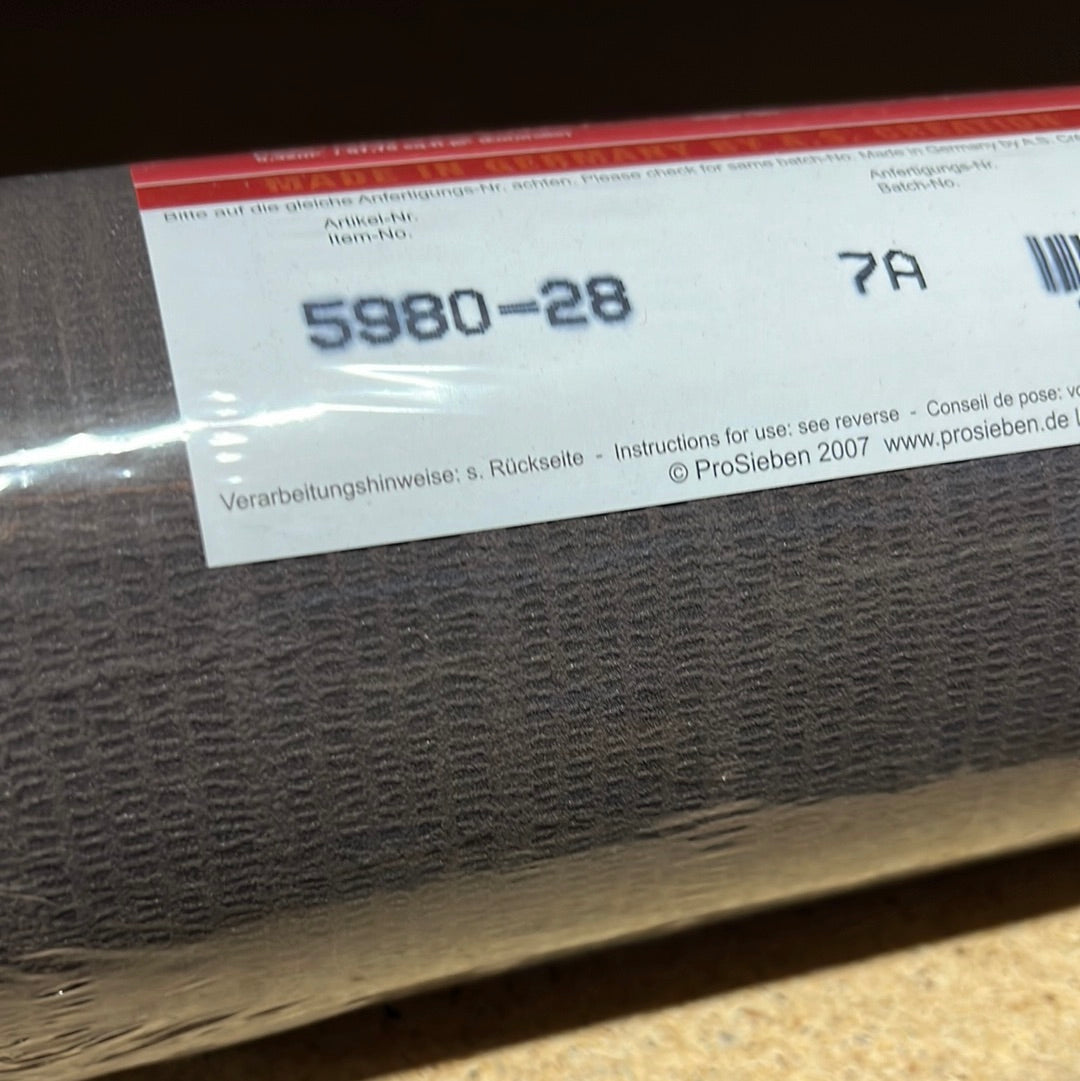 MADE IN GERMANY BY A.S. CREATION
Bitte auf die gleiche Anfertigungs-Nr. achten. Please check for same batch-No. Made in Germany by A.S. Cre
Artikel-Nr.
Item-No.
Anfertigungs-Nr.
Batch-No.
5980-28
7A
Verarbeitungshinweise: s. Rückseite - Instructions for use: see reverse - Conseil de pose: vo
© ProSieben 2007 www.prosieben.de